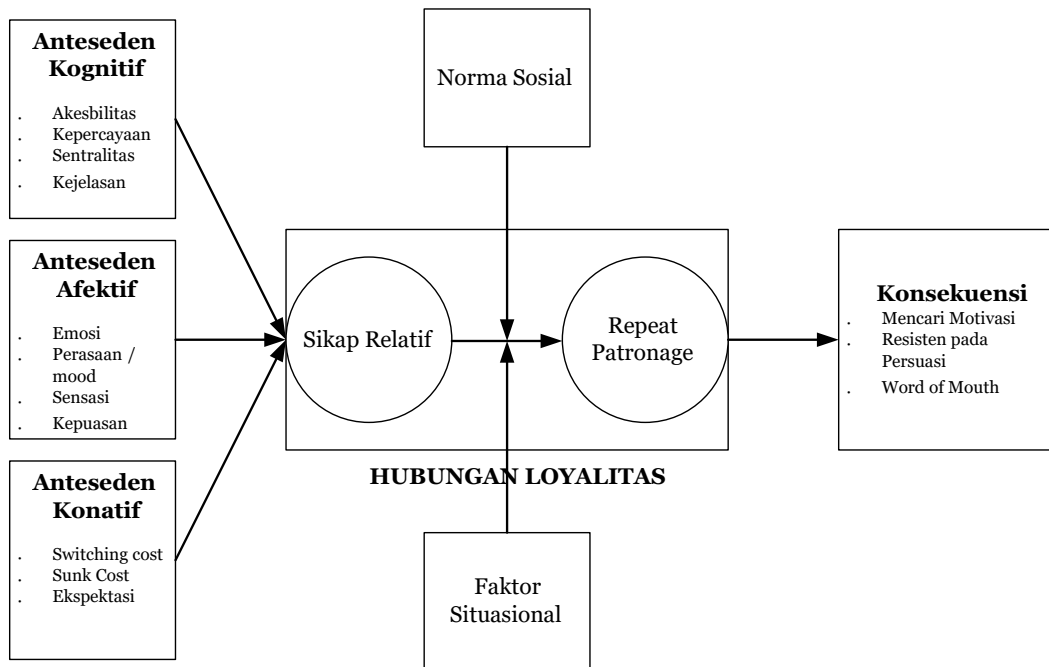 Anteseden
Kognitif
. Akesbilitas
. Kepercayaan
. Sentralitas
. Kejelasan
Anteseden
Afektif
. Emosi
. Perasaan /
mood
. Sensasi
. Kepuasan
Anteseden
Konatif
. Switching cost
. Sunk Cost
. Ekspektasi
Norma Sosial
Sikap Relatif
Repeat
Patronage
HUBUNGAN LOYALITAS
Faktor
Situasional
Konsekuensi
. Mencari Motivasi
. Resisten pada
Persuasi
. Word of Mouth